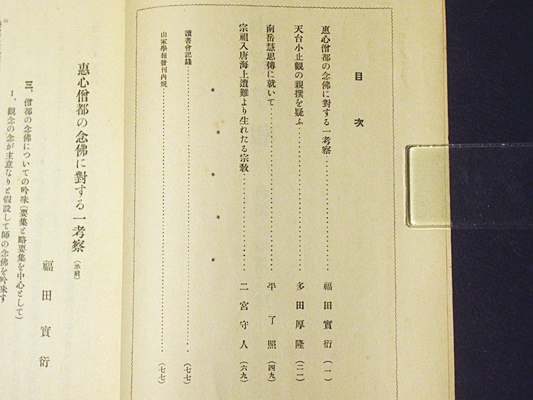 目次
惠心僧都の念佛に對する一考察……福田實衍…(一)
天台小止觀の親撰を疑ふ……多田厚隆…(二一)
南岳慧思傳に就いて……平了照…(四九)
宗祖入唐海上遭難より生れたる宗敎……二宮守人…(六九)
讀書會記錄……(七七)
山家學報發刊內規……(七七)
惠心僧都の念佛に對する一考察(承前)
福田實衍
三、僧都の念佛についての吟味(要集と略要集を中心として)
1、觀念の念が主意なりと假設して師の念佛を吟味す